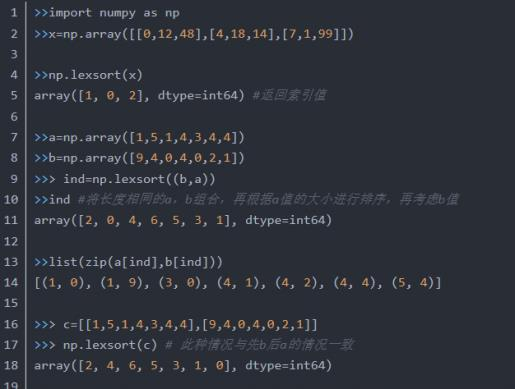 1 >>import numpy as np
2 >>x=np.array([[0,12,48],[4,18,14],[7,1,99]])
3
4 >>np.lexsort(x)
5 array([1, 0, 2], dtype=int64) #返回索引值
6
7 >>a=np.array([1,5,1,4,3,4,4])
8 >>b=np.array([9,4,0,4,0,2,1])
9 >>> ind=np.lexsort((b,a))
10 >>ind #将长度相同的a，b组合，再根据a值的大小进行排序，再考虑b值
11 array([2, 0, 4, 6, 5, 3, 1], dtype=int64)
12
13 >>list(zip(a[ind],b[ind]))
14 [(1, 0), (1, 9), (3, 0), (4, 1), (4, 2), (4, 4), (5, 4)]
15
16 >>> c=[[1,5,1,4,3,4,4],[9,4,0,4,0,2,1]]
17 >>> np.lexsort(c) # 此种情况与先b后a的情况一致
18 array([2, 4, 6, 5, 3, 1, 0], dtype=int64)
19